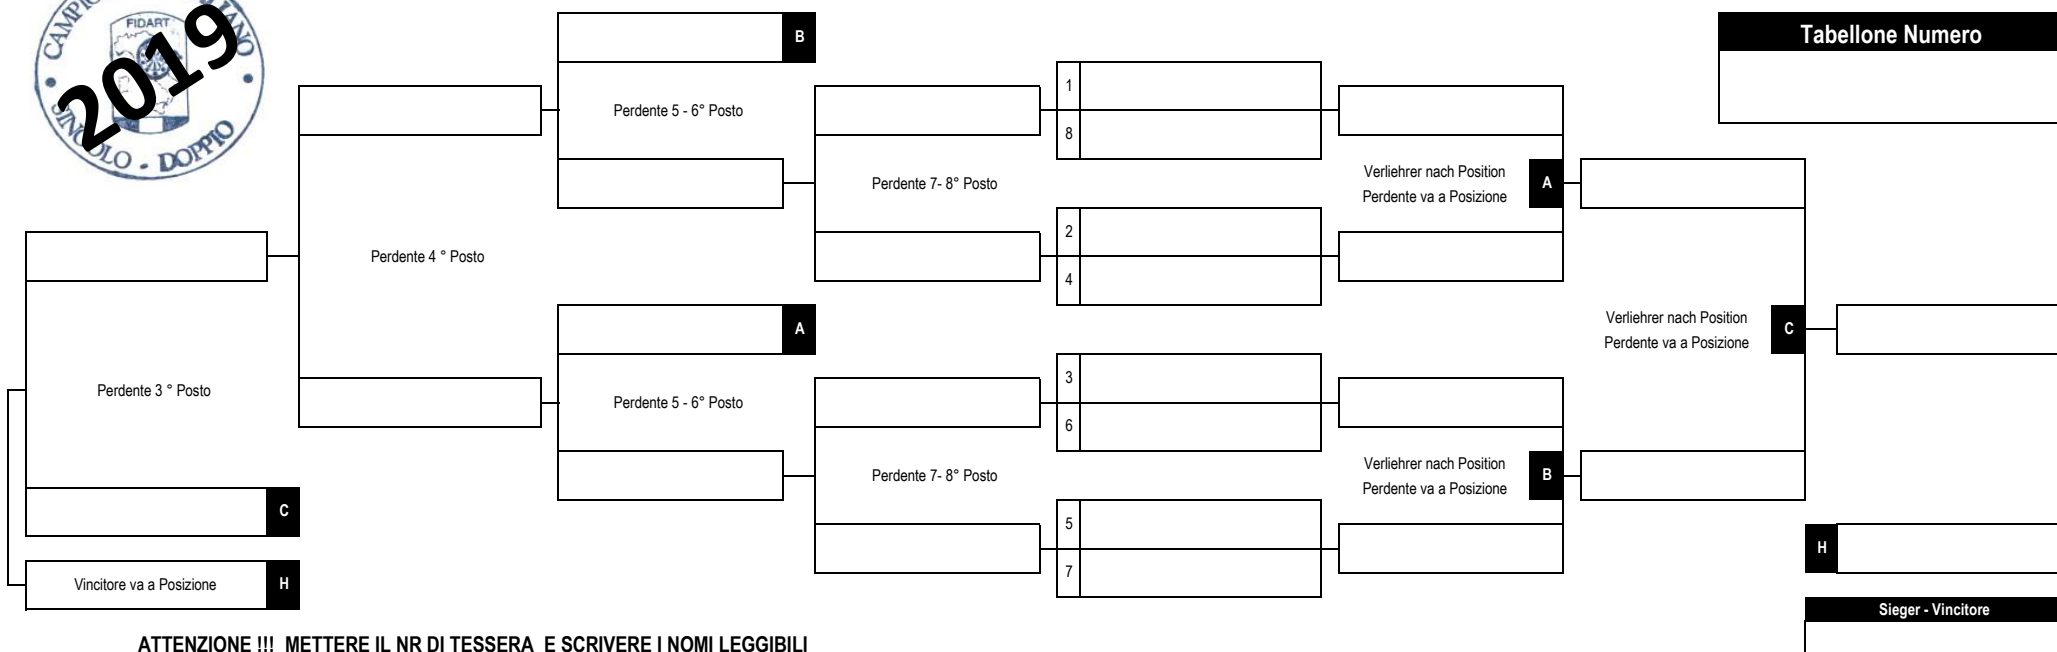 FIDART
2019
SINGOLO - DOPPIO
Tabellone Numero
B
Perdente 5 - 6° Posto
1
8
Perdente 7- 8° Posto
Verliehrer nach Position
Perdente va a Posizione
A
2
4
Perdente 4 ° Posto
A
Verliehrer nach Position
Perdente va a Posizione
C
Perdente 3 ° Posto
Perdente 5 - 6° Posto
3
6
Perdente 7- 8° Posto
Verliehrer nach Position
Perdente va a Posizione
B
C
5
7
H
Vincitore va a Posizione
H
Sieger - Vincitore
ATTENZIONE !!! METTERE IL NR DI TESSERA E SCRIVERE I NOMI LEGGIBILI